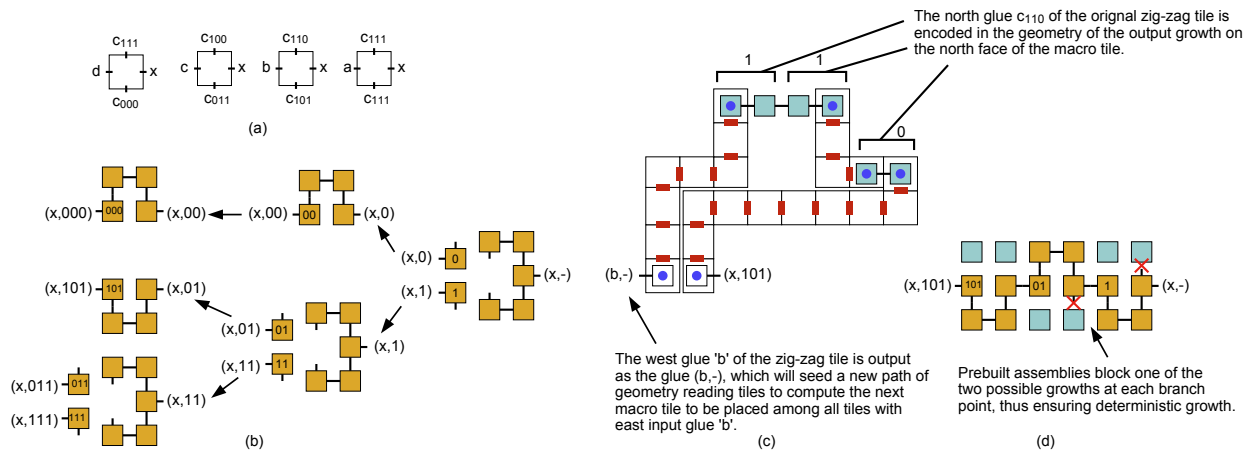 c111
d
x
c000
c100
c
x
c011
c110
b
x
c101
c111
a
x
c111
(a)
(x,000)
000
(x,00)
(x,00)
00
(x,0)
(x,0)
0
(x,1)
1
(x,-)
(x,101)
101
(x,01)
(x,01)
01
(x,11)
11
(x,1)
(x,011)
011
(x,111)
111
(x,11)
(b)
The north glue c110 of the orignal zig-zag tile is
encoded in the geometry of the output growth on
the north face of the macro tile.
1
1
0
(b,-)
(x,101)
The west glue 'b' of the zig-zag tile is output
as the glue (b,-), which will seed a new path of
geometry reading tiles to compute the next
macro tile to be placed among all tiles with
east input glue 'b'.
(c)
(x,101)
101
01
1
(x,-)
Prebuilt assemblies block one of the
two possible growths at each branch
point, thus ensuring deterministic growth.
(d)